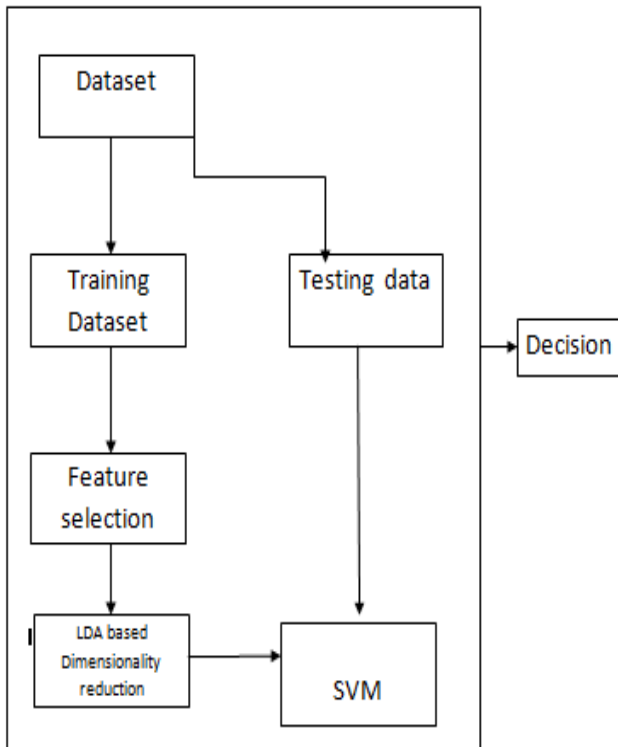 Dataset
Training
Dataset
Testing data
Decision
Feature
selection
LDA based
Dimensionality
reduction
SVM